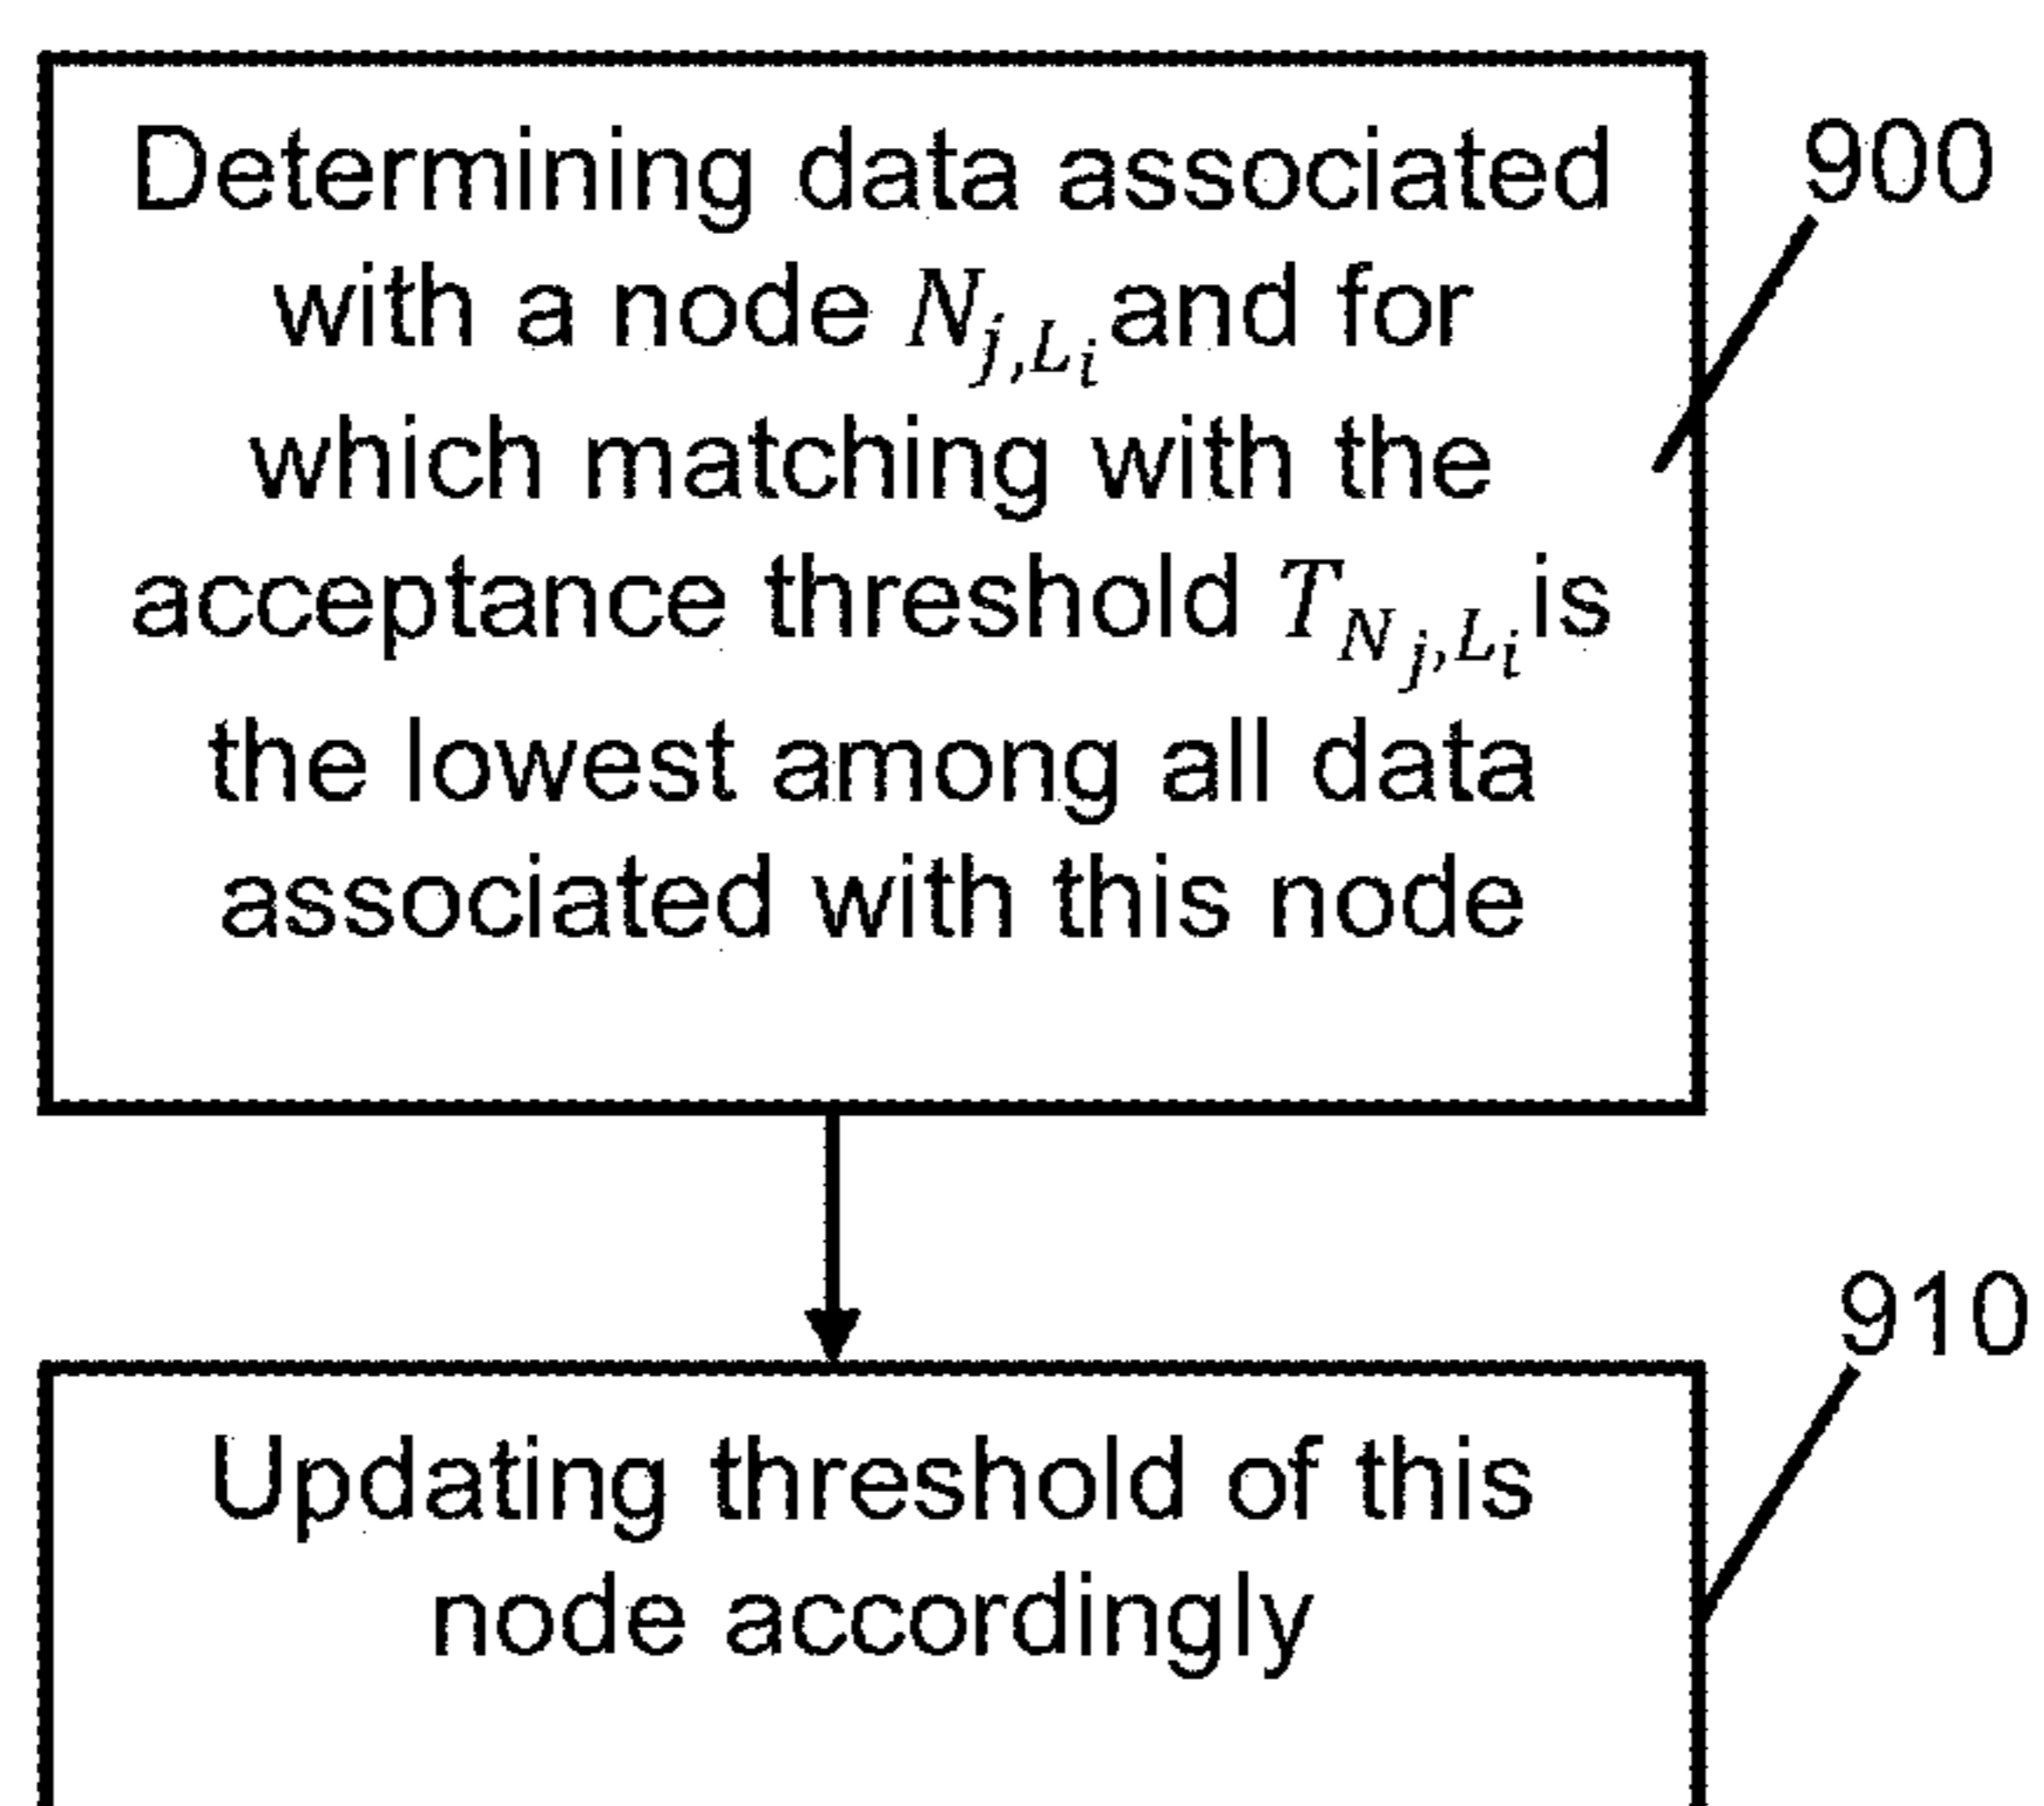 Determining data associated
with a node N_{j,L_i} and for
which matching with the
acceptance threshold T_{N_{j,L_i}} is
the lowest among all data
associated with this node
900
910
Updating threshold of this
node accordingly